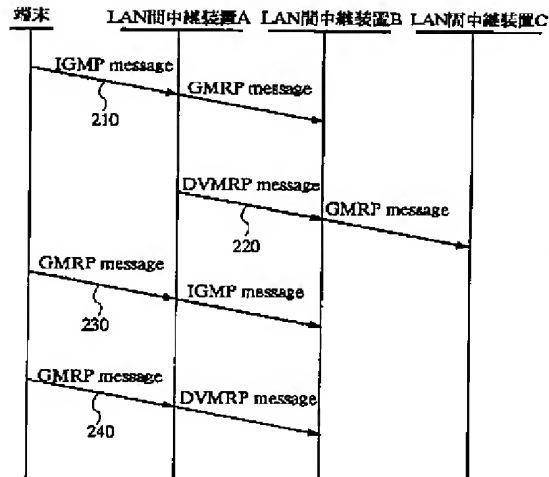 端末 LAN間中継装置A LAN間中継装置B LAN間中継装置C
IGMP message
GMRP message
210
DVMRP message
GMRP message
220
GMRP message
IGMP message
230
GMRP message
DVMRP message
240